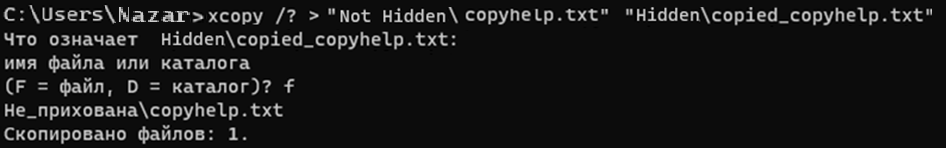 C:\Users\Nazar>xcopy /? >"Not Hidden\ copyhelp.txt" "Hidden\copied_copyhelp.txt"
Что означает  Hidden\copied_copyhelp.txt:
имя файла или каталога
(F = файл, D = каталог)? f
Не_прихована\copyhelp.txt
Скопировано файлов: 1.